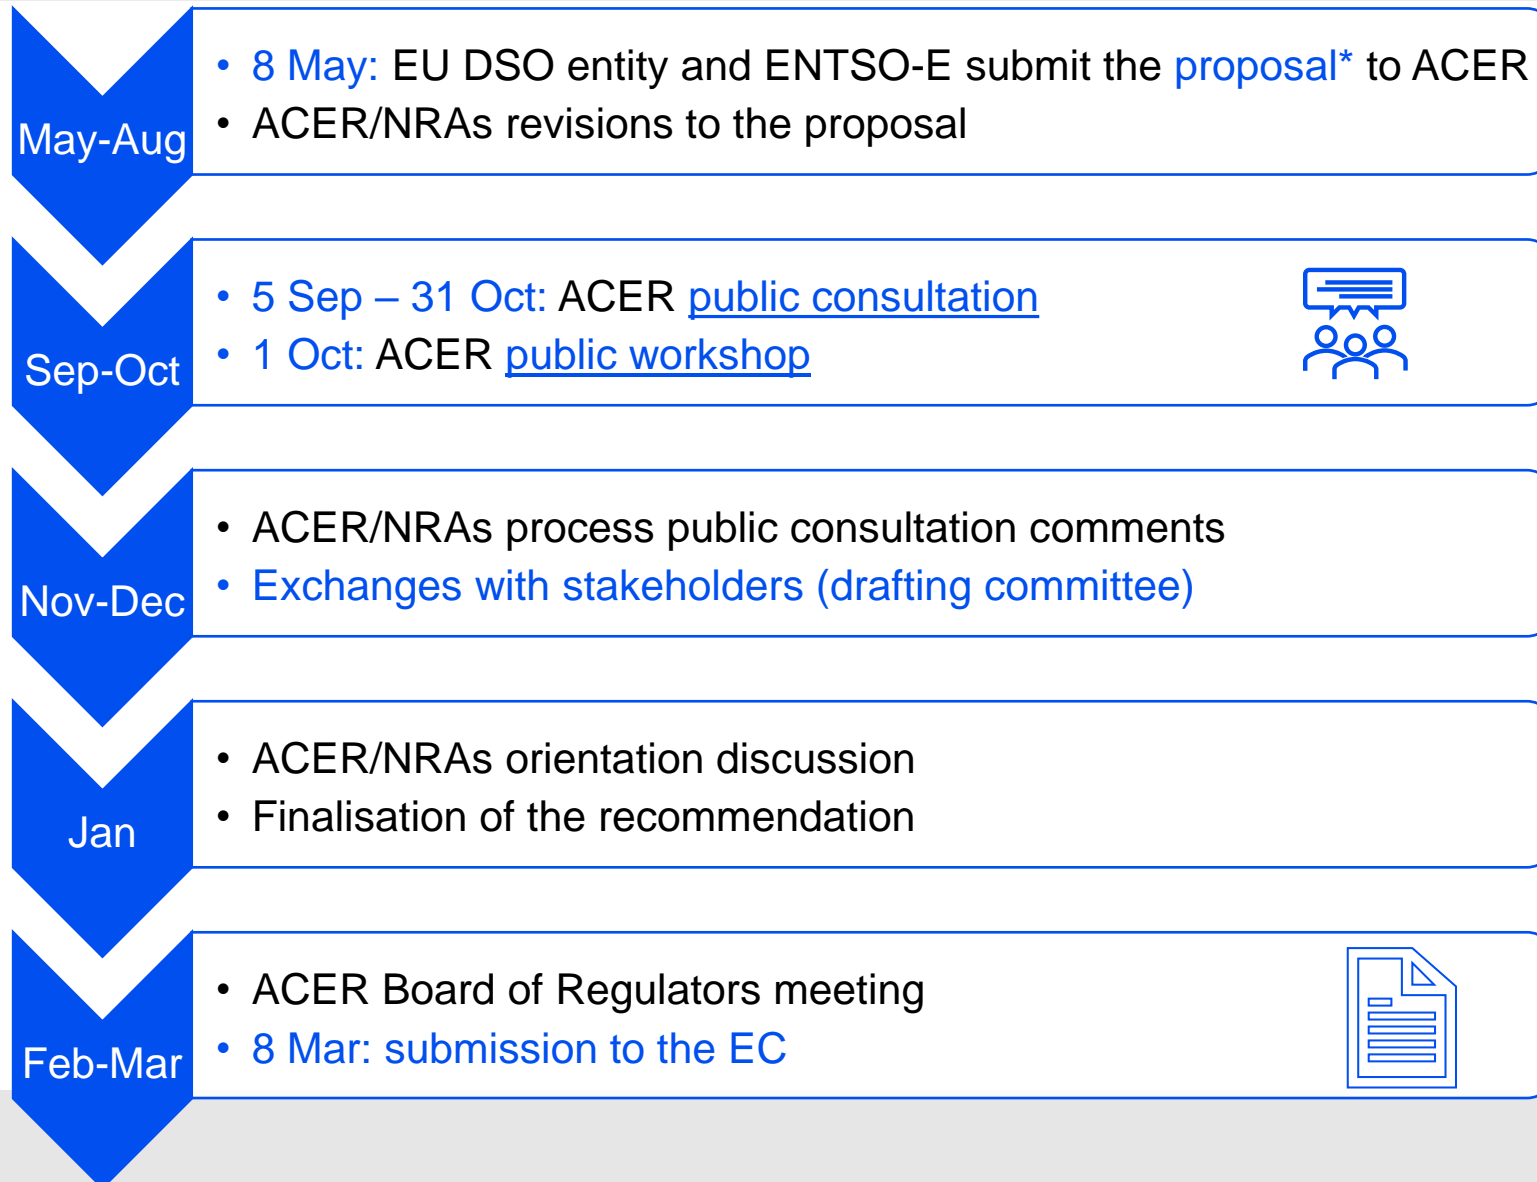 May-Aug
• 8 May: EU DSO entity and ENTSO-E submit the proposal* to ACER
• ACER/NRAs revisions to the proposal
Sep-Oct
• 5 Sep – 31 Oct: ACER public consultation
• 1 Oct: ACER public workshop
Nov-Dec
• ACER/NRAs process public consultation comments
• Exchanges with stakeholders (drafting committee)
Jan
• ACER/NRAs orientation discussion
• Finalisation of the recommendation
Feb-Mar
• ACER Board of Regulators meeting
• 8 Mar: submission to the EC